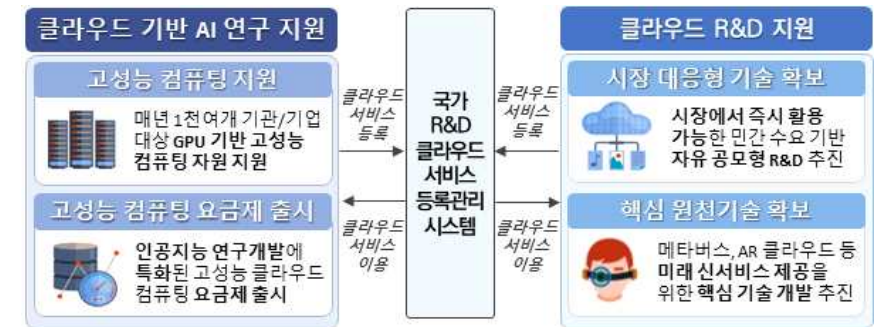 클라우드 기반 AI 연구 지원
고성능 컴퓨팅 지원
매년 1천여개 기관/기업
대상 GPU 기반 고성능
컴퓨팅 자원 지원
고성능 컴퓨팅 요금제 출시
인공지능 연구개발에
특화된 고성능 클라우드
컴퓨팅 요금제 출시
클라우드
서비스
등록
클라우드
서비스
이용
국가
R&D
클라우드
서비스
등록관리
시스템
클라우드
서비스
등록
클라우드
서비스
이용
클라우드 R&D 지원
시장 대응형 기술 확보
시장에서 즉시 활용
가능한 민간 수요 기반
자유 공모형 R&D 추진
핵심 원천기술 확보
메타버스, AR 클라우드 등
미래 신서비스 제공을
위한 핵심 기술 개발 추진